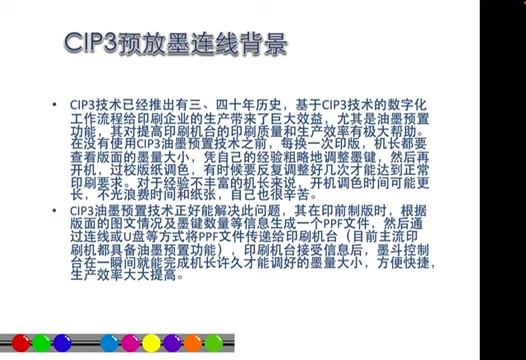 CIP3预放墨连线背景
• CIP3技术已经推出有三、四十年历史，基于CIP3技术的数字化
工作流程给印刷企业的生产带来了巨大效益，尤其是油墨预置
功能，其对提高印刷机台的印刷质量和生产效率有极大帮助。
在没有使用CIP3油墨预置技术之前，每换一次印版，机长都要
查看版面的墨量大小，凭自己的经验粗略地调整墨键，然后再
开机，过校版纸调色，有时候要反复调整好几次才能达到正常
印刷要求。对于经验不丰富的机长来说，开机调色时间可能更
长，不光浪费时间和纸张，自己也很辛苦。
• CIP3油墨预置技术正好能解决此问题，其在印前制版时，根据
版面的图文情况及墨键数量等信息生成一个PPF文件，然后通
过连线或U盘等方式将PPF文件传递给印刷机台（目前主流印
刷机都具备油墨预置功能），印刷机台接受信息后，墨斗控制
台在一瞬间就能完成机长许久才能调好的墨量大小，方便快捷，
生产效率大大提高。